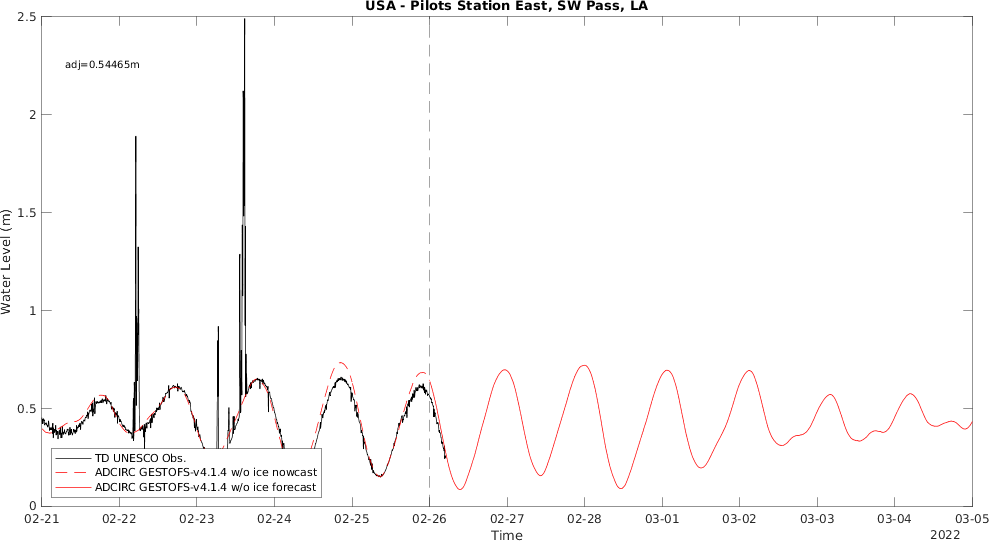 USA - Pilots Station East, SW Pass, LA
2.5
adj=0.54465m
2
1.5
Water Level (m)
1
0.5
TD UNESCO Obs.
ADCIRC GESTOFS-v4.1.4 w/o ice nowcast
ADCIRC GESTOFS-v4.1.4 w/o ice forecast
0
02-21 02-22 02-23 02-24 02-25 02-26 02-27 02-28 03-01 03-02 03-03 03-04 03-05
Time
2022